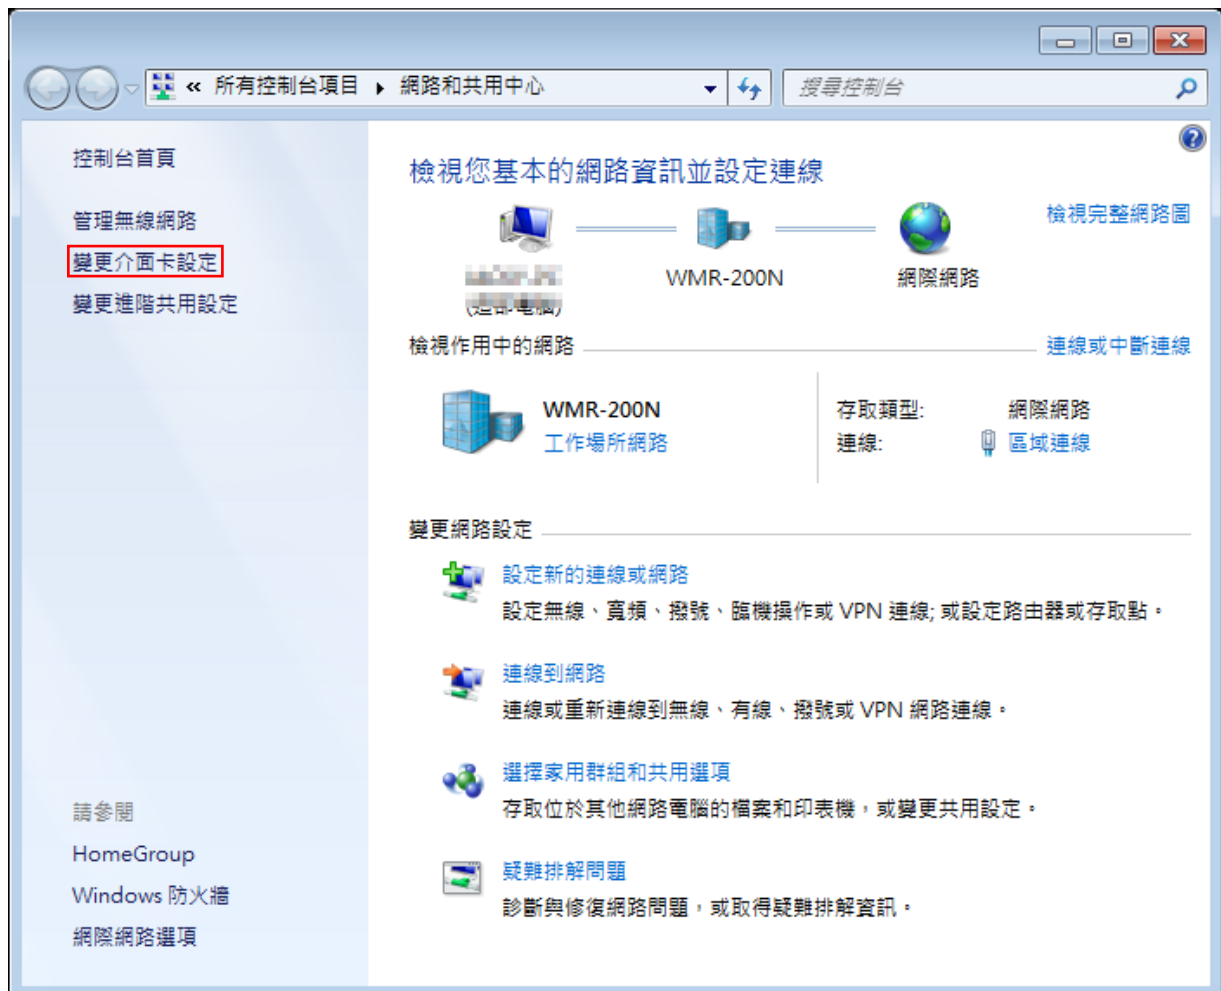 « 所有控制台項目 ▸ 網路和共用中心
搜尋控制台
控制台首頁
管理無線網路
變更介面卡設定
變更進階共用設定
請參閱
HomeGroup
Windows 防火牆
網際網路選項
檢視您基本的網路資訊並設定連線
檢視完整網路圖
WMR-200N
網際網路
檢視作用中的網路
連線或中斷連線
WMR-200N
工作場所網路
存取類型: 網際網路
連線: 區域連線
變更網路設定
設定新的連線或網路
設定無線、寬頻、撥號、臨機操作或 VPN 連線; 或設定路由器或存取點。
連線到網路
連線或重新連線到無線、有線、撥號或 VPN 網路連線。
選擇家用群組和共用選項
存取位於其他網路電腦的檔案和印表機，或變更共用設定。
疑難排解問題
診斷與修復網路問題，或取得疑難排解資訊。